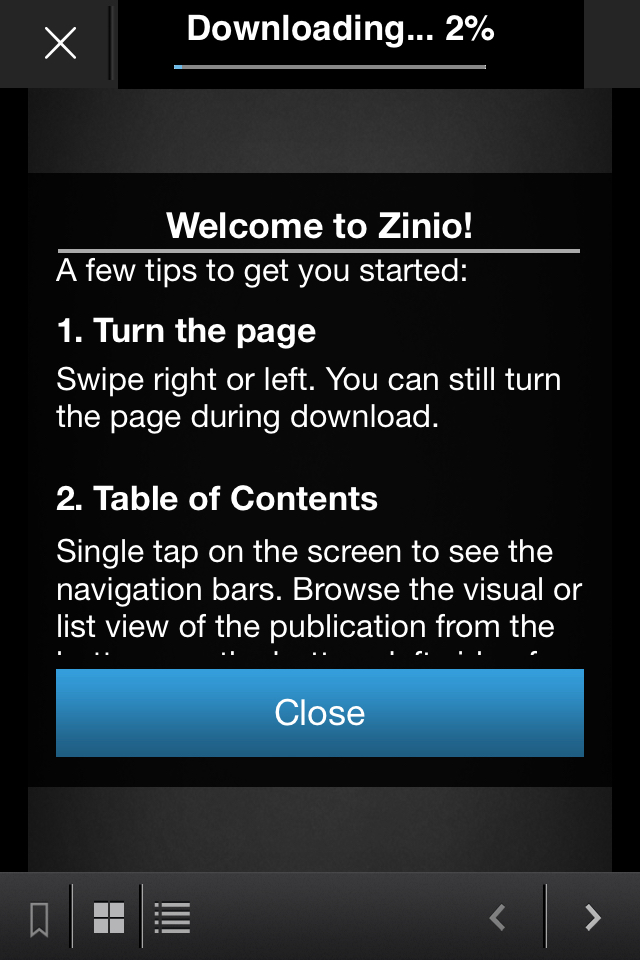 Downloading... 2%
Welcome to Zinio!
A few tips to get you started:
1. Turn the page
Swipe right or left. You can still turn
the page during download.
2. Table of Contents
Single tap on the screen to see the
navigation bars. Browse the visual or
list view of the publication from the
Close